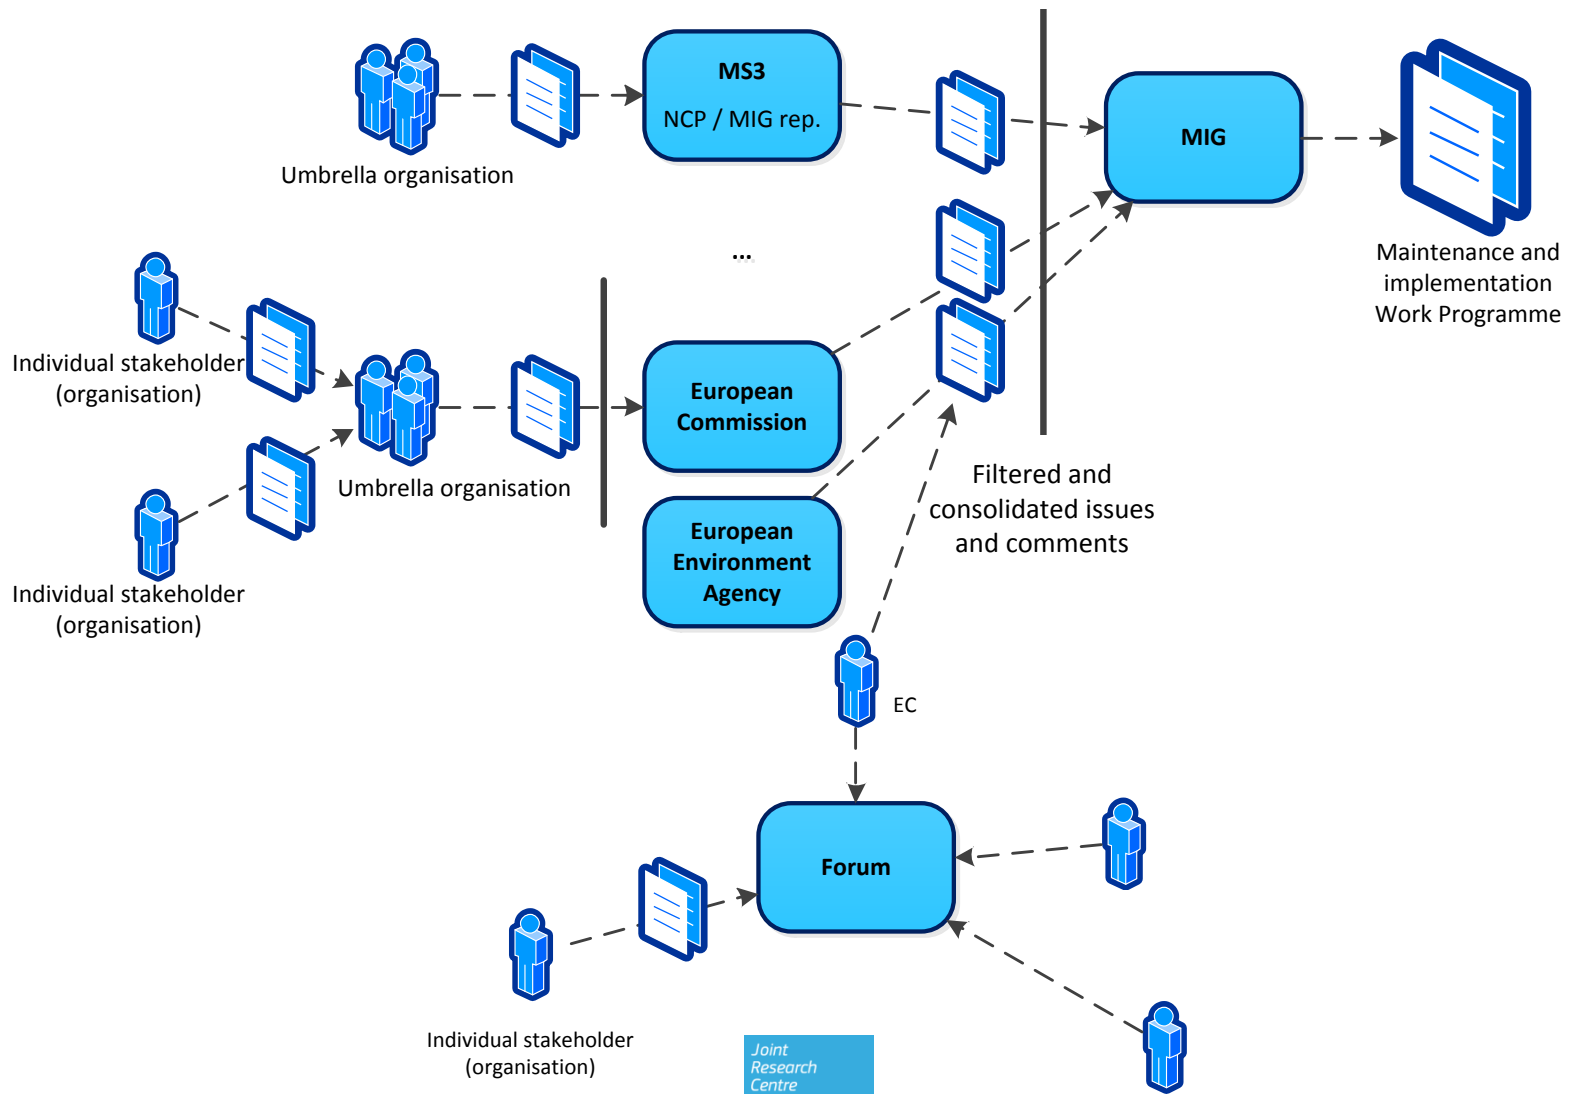 MS3
NCP / MIG rep.
MIG
Umbrella organisation
...
Maintenance and
implementation
Work Programme
Individual stakeholder
(organisation)
European
Commission
Umbrella organisation
Filtered and
consolidated issues
and comments
European
Environment
Agency
Individual stakeholder
(organisation)
EC
Forum
Individual stakeholder
(organisation)
Joint
Research
Centre